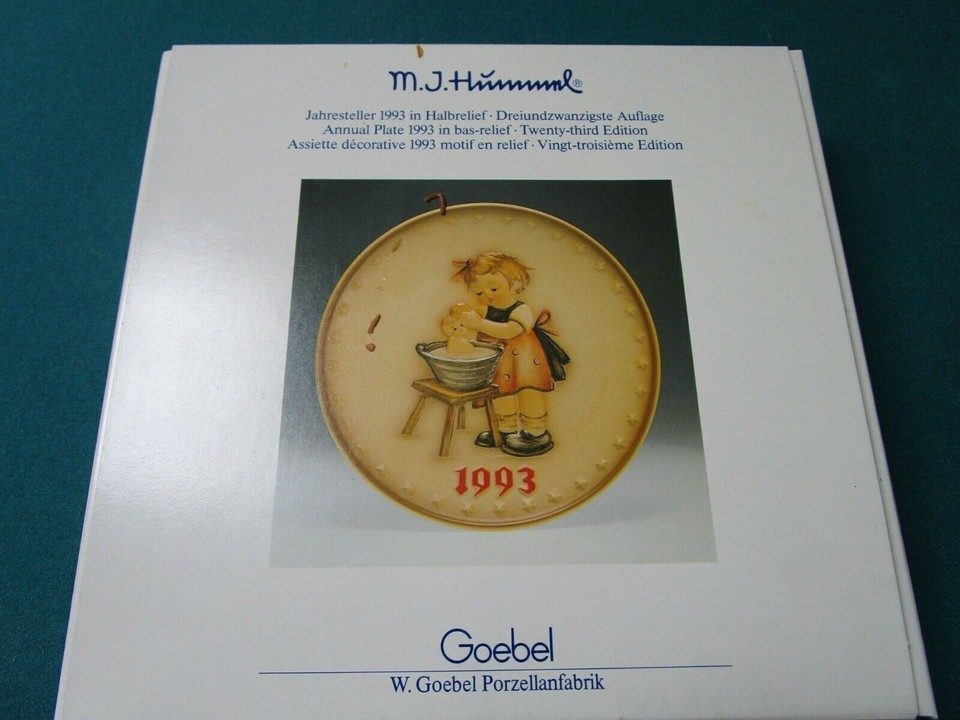 M.J.Hummel®
Jahresteller 1993 in Halbrelief · Dreiundzwanzigste Auflage
Annual Plate 1993 in bas-relief · Twenty-third Edition
Assiette décorative 1993 motif en relief · Vingt-troisième Edition
1993
Goebel
W. Goebel Porzellanfabrik